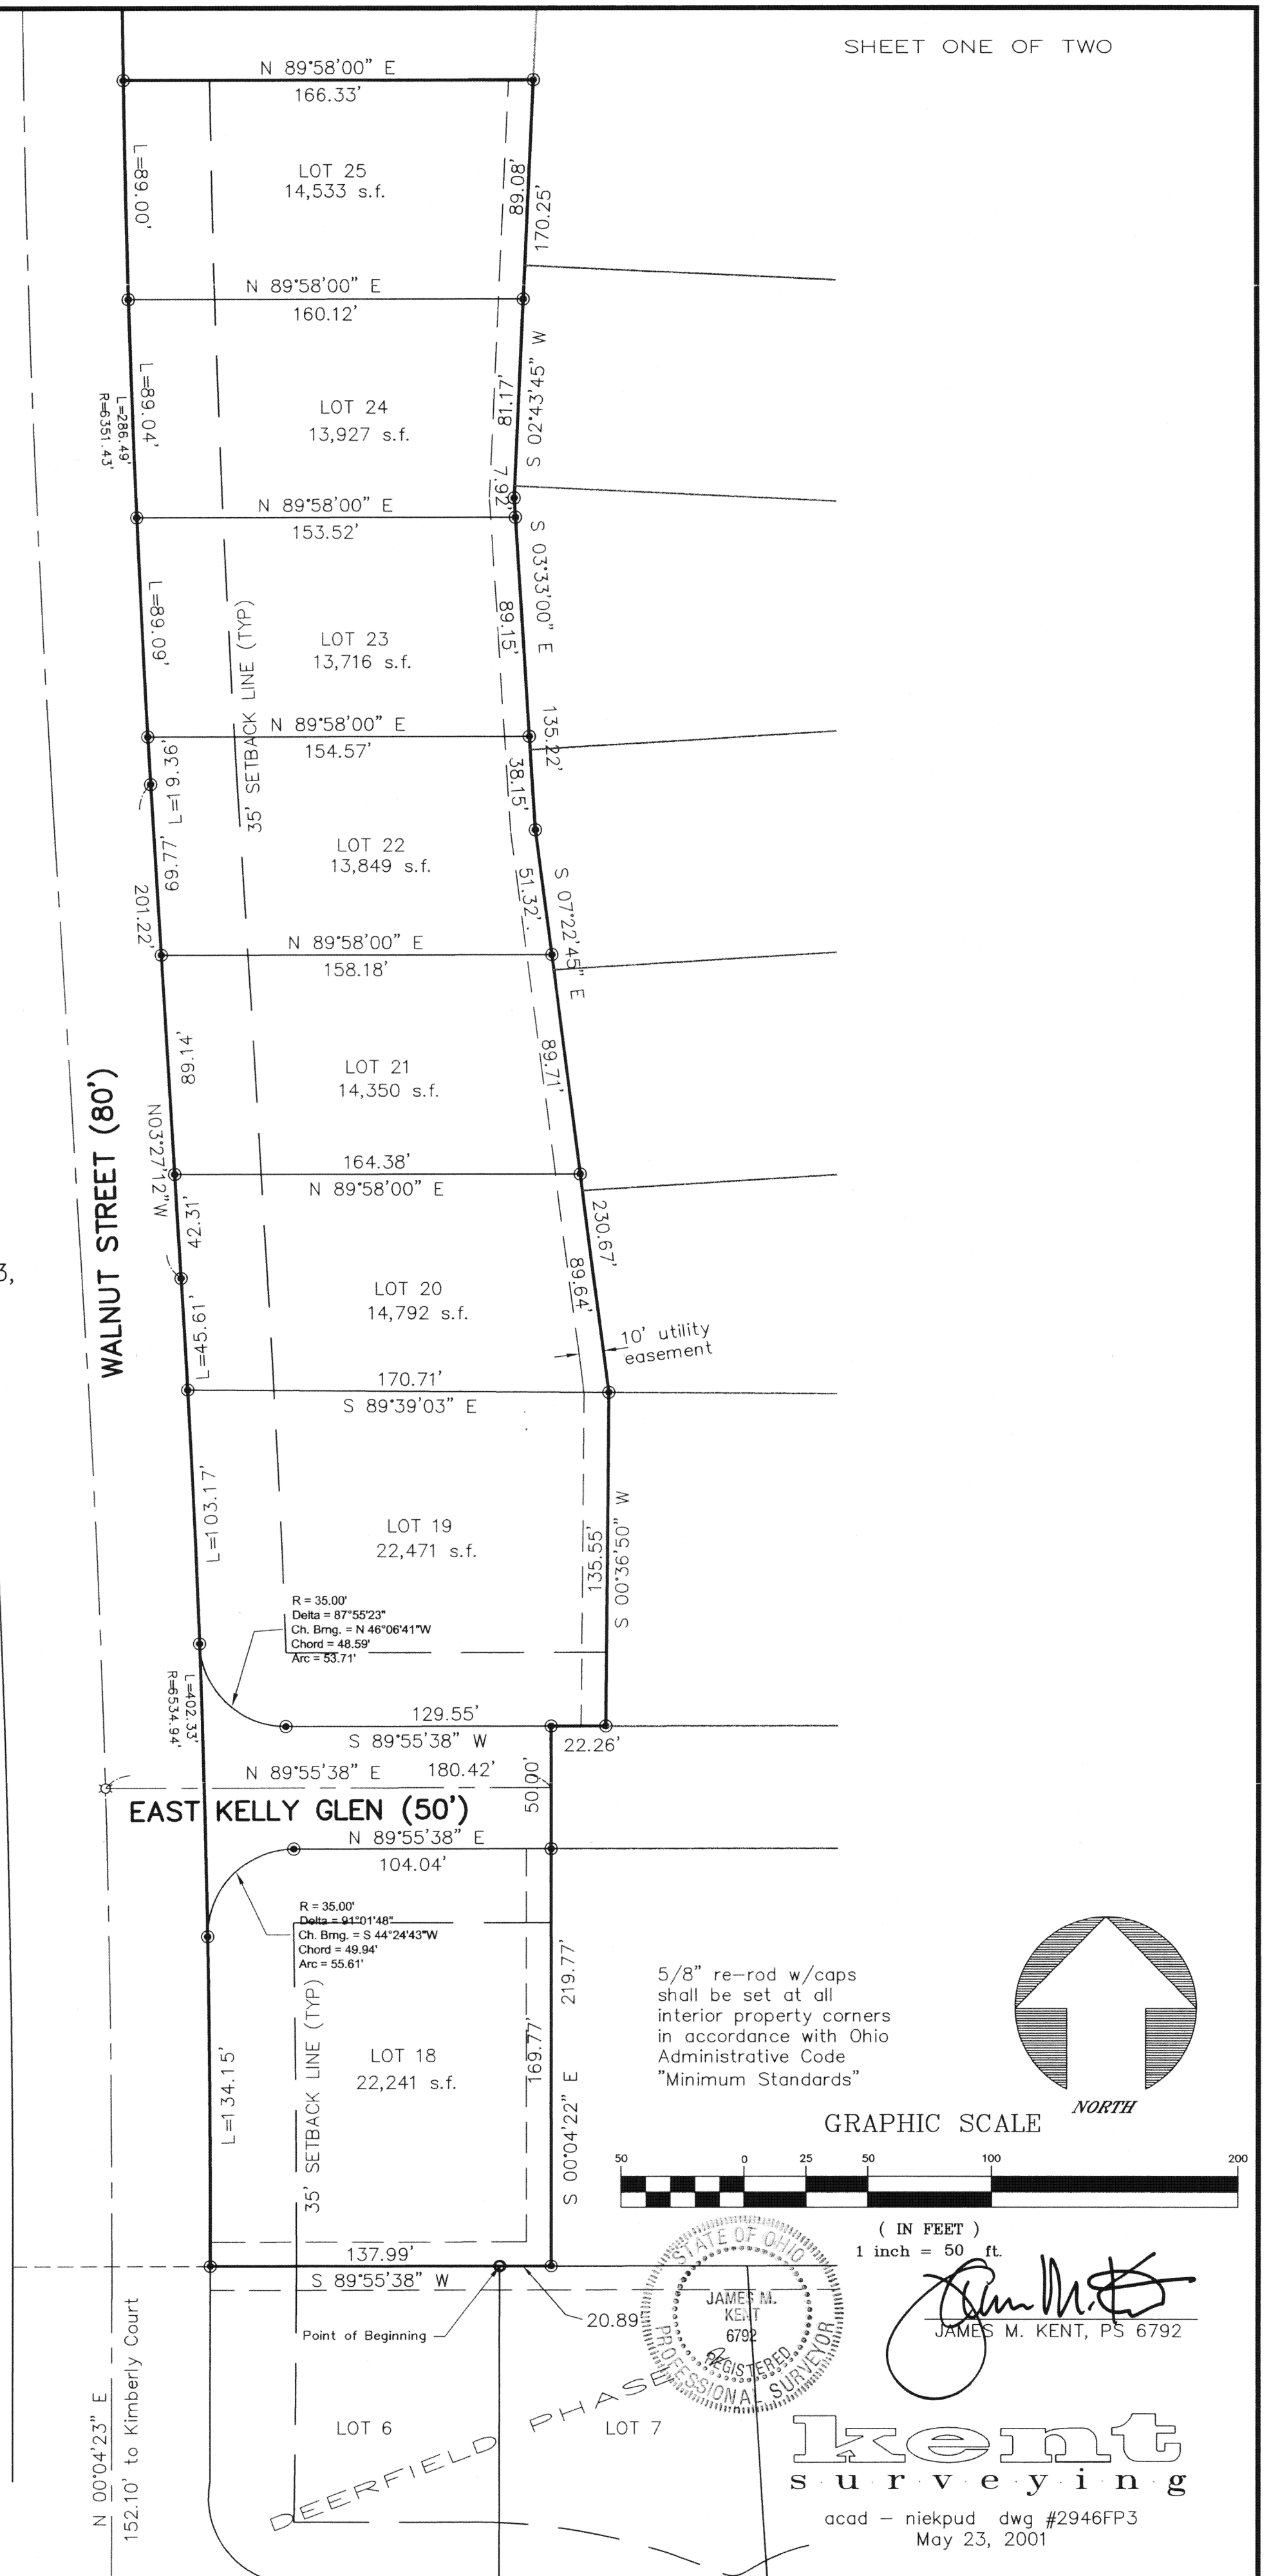 SHEET ONE OF TWO
N 89°58'00" E
166.33'
L=89.00'
LOT 25
14,533 s.f.
89.08'
170.25'
N 89°58'00" E
160.12'
L=89.04'
L=286.49'
R=6351.43'
LOT 24
13,927 s.f.
81.17'
S 02°43'45" W
7.92'
N 89°58'00" E
153.52'
L=89.09'
35' SETBACK LINE (TYP)
LOT 23
13,716 s.f.
89.15'
S 03°33'00" E
135.22'
N 89°58'00" E
154.57'
L=19.36'
69.77'
201.22'
LOT 22
13,849 s.f.
38.15'
51.32'
S 07°22'45" E
N 89°58'00" E
158.18'
89.14'
N03°27'12"W
LOT 21
14,350 s.f.
89.71'
WALNUT STREET (80')
164.38'
N 89°58'00" E
42.31'
230.67'
3,
L=45.61'
LOT 20
14,792 s.f.
89.64'
10' utility
easement
170.71'
S 89°39'03" E
L=103.17'
LOT 19
22,471 s.f.
135.55'
S 00°36'50" W
R = 35.00'
Delta = 87°55'23"
Ch. Brng. = N 46°06'41"W
Chord = 48.59'
Arc = 53.71'
L=402.33'
R=6534.94'
129.55'
S 89°55'38" W
22.26'
N 89°55'38" E 180.42'
50.00'
EAST KELLY GLEN (50')
N 89°55'38" E
104.04'
R = 35.00'
Delta = 91°01'48"
Ch. Brng. = S 44°24'43"W
Chord = 49.94'
Arc = 55.61'
219.77'
169.77'
S 00°04'22" E
L=134.15'
35' SETBACK LINE (TYP)
LOT 18
22,241 s.f.
5/8" re-rod w/caps
shall be set at all
interior property corners
in accordance with Ohio
Administrative Code
"Minimum Standards"
NORTH
GRAPHIC SCALE
50 0 25 50 100 200
( IN FEET )
1 inch = 50 ft.
137.99'
S 89°55'38" W
Point of Beginning
20.89'
STATE OF OHIO
JAMES M.
KENT
6792
REGISTERED
PROFESSIONAL SURVEYOR
JAMES M. KENT, PS 6792
N 00°04'23" E
152.10' to Kimberly Court
LOT 6
DEERFIELD PHASE
LOT 7
kent
surveying
acad - niekpud dwg #2946FP3
May 23, 2001